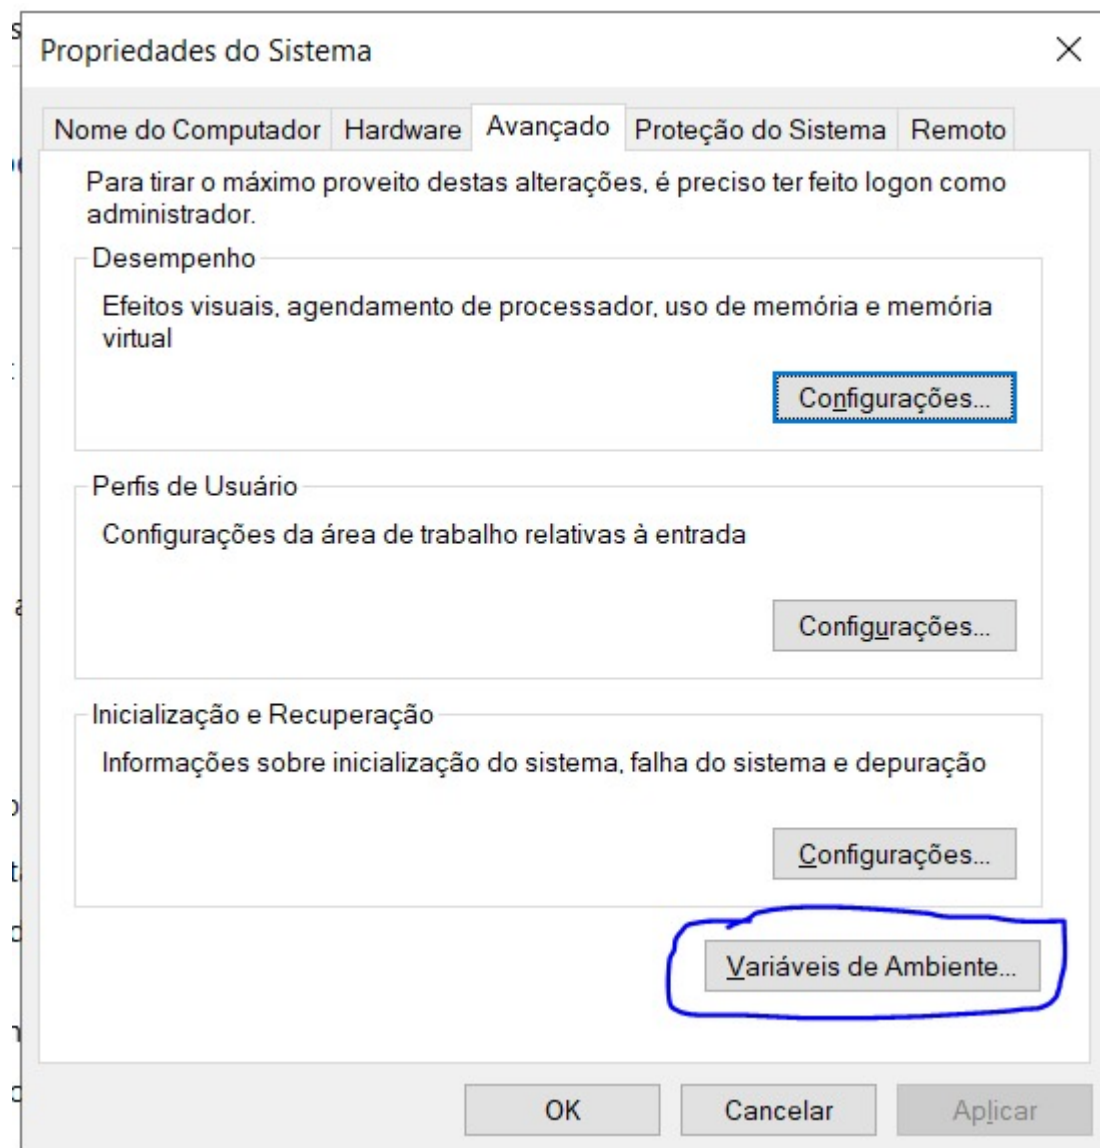 Propriedades do Sistema
Nome do Computador Hardware Avançado Proteção do Sistema Remoto
Para tirar o máximo proveito destas alterações, é preciso ter feito logon como
administrador.
Desempenho
Efeitos visuais, agendamento de processador, uso de memória e memória
virtual
Configurações...
Perfis de Usuário
Configurações da área de trabalho relativas à entrada
Configurações...
Inicialização e Recuperação
Informações sobre inicialização do sistema, falha do sistema e depuração
Configurações...
Variáveis de Ambiente...
OK Cancelar Aplicar